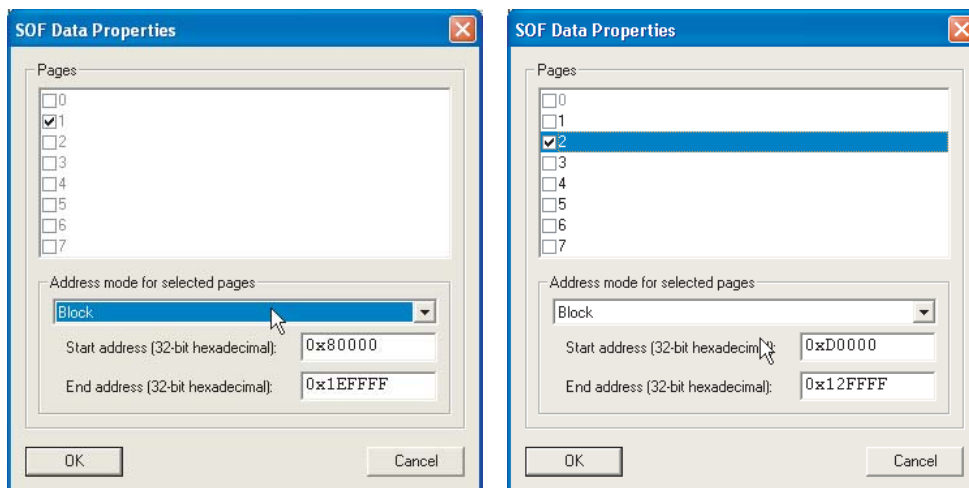 SOF Data Properties
Pages
0
1
2
3
4
5
6
7
Address mode for selected pages
Block
Start address (32-bit hexadecimal): 0x80000
End address (32-bit hexadecimal): 0x1EFFFF
OK Cancel
SOF Data Properties
Pages
0
1
2
3
4
5
6
7
Address mode for selected pages
Block
Start address (32-bit hexadecimal): 0xD0000
End address (32-bit hexadecimal): 0x12FFFF
OK Cancel